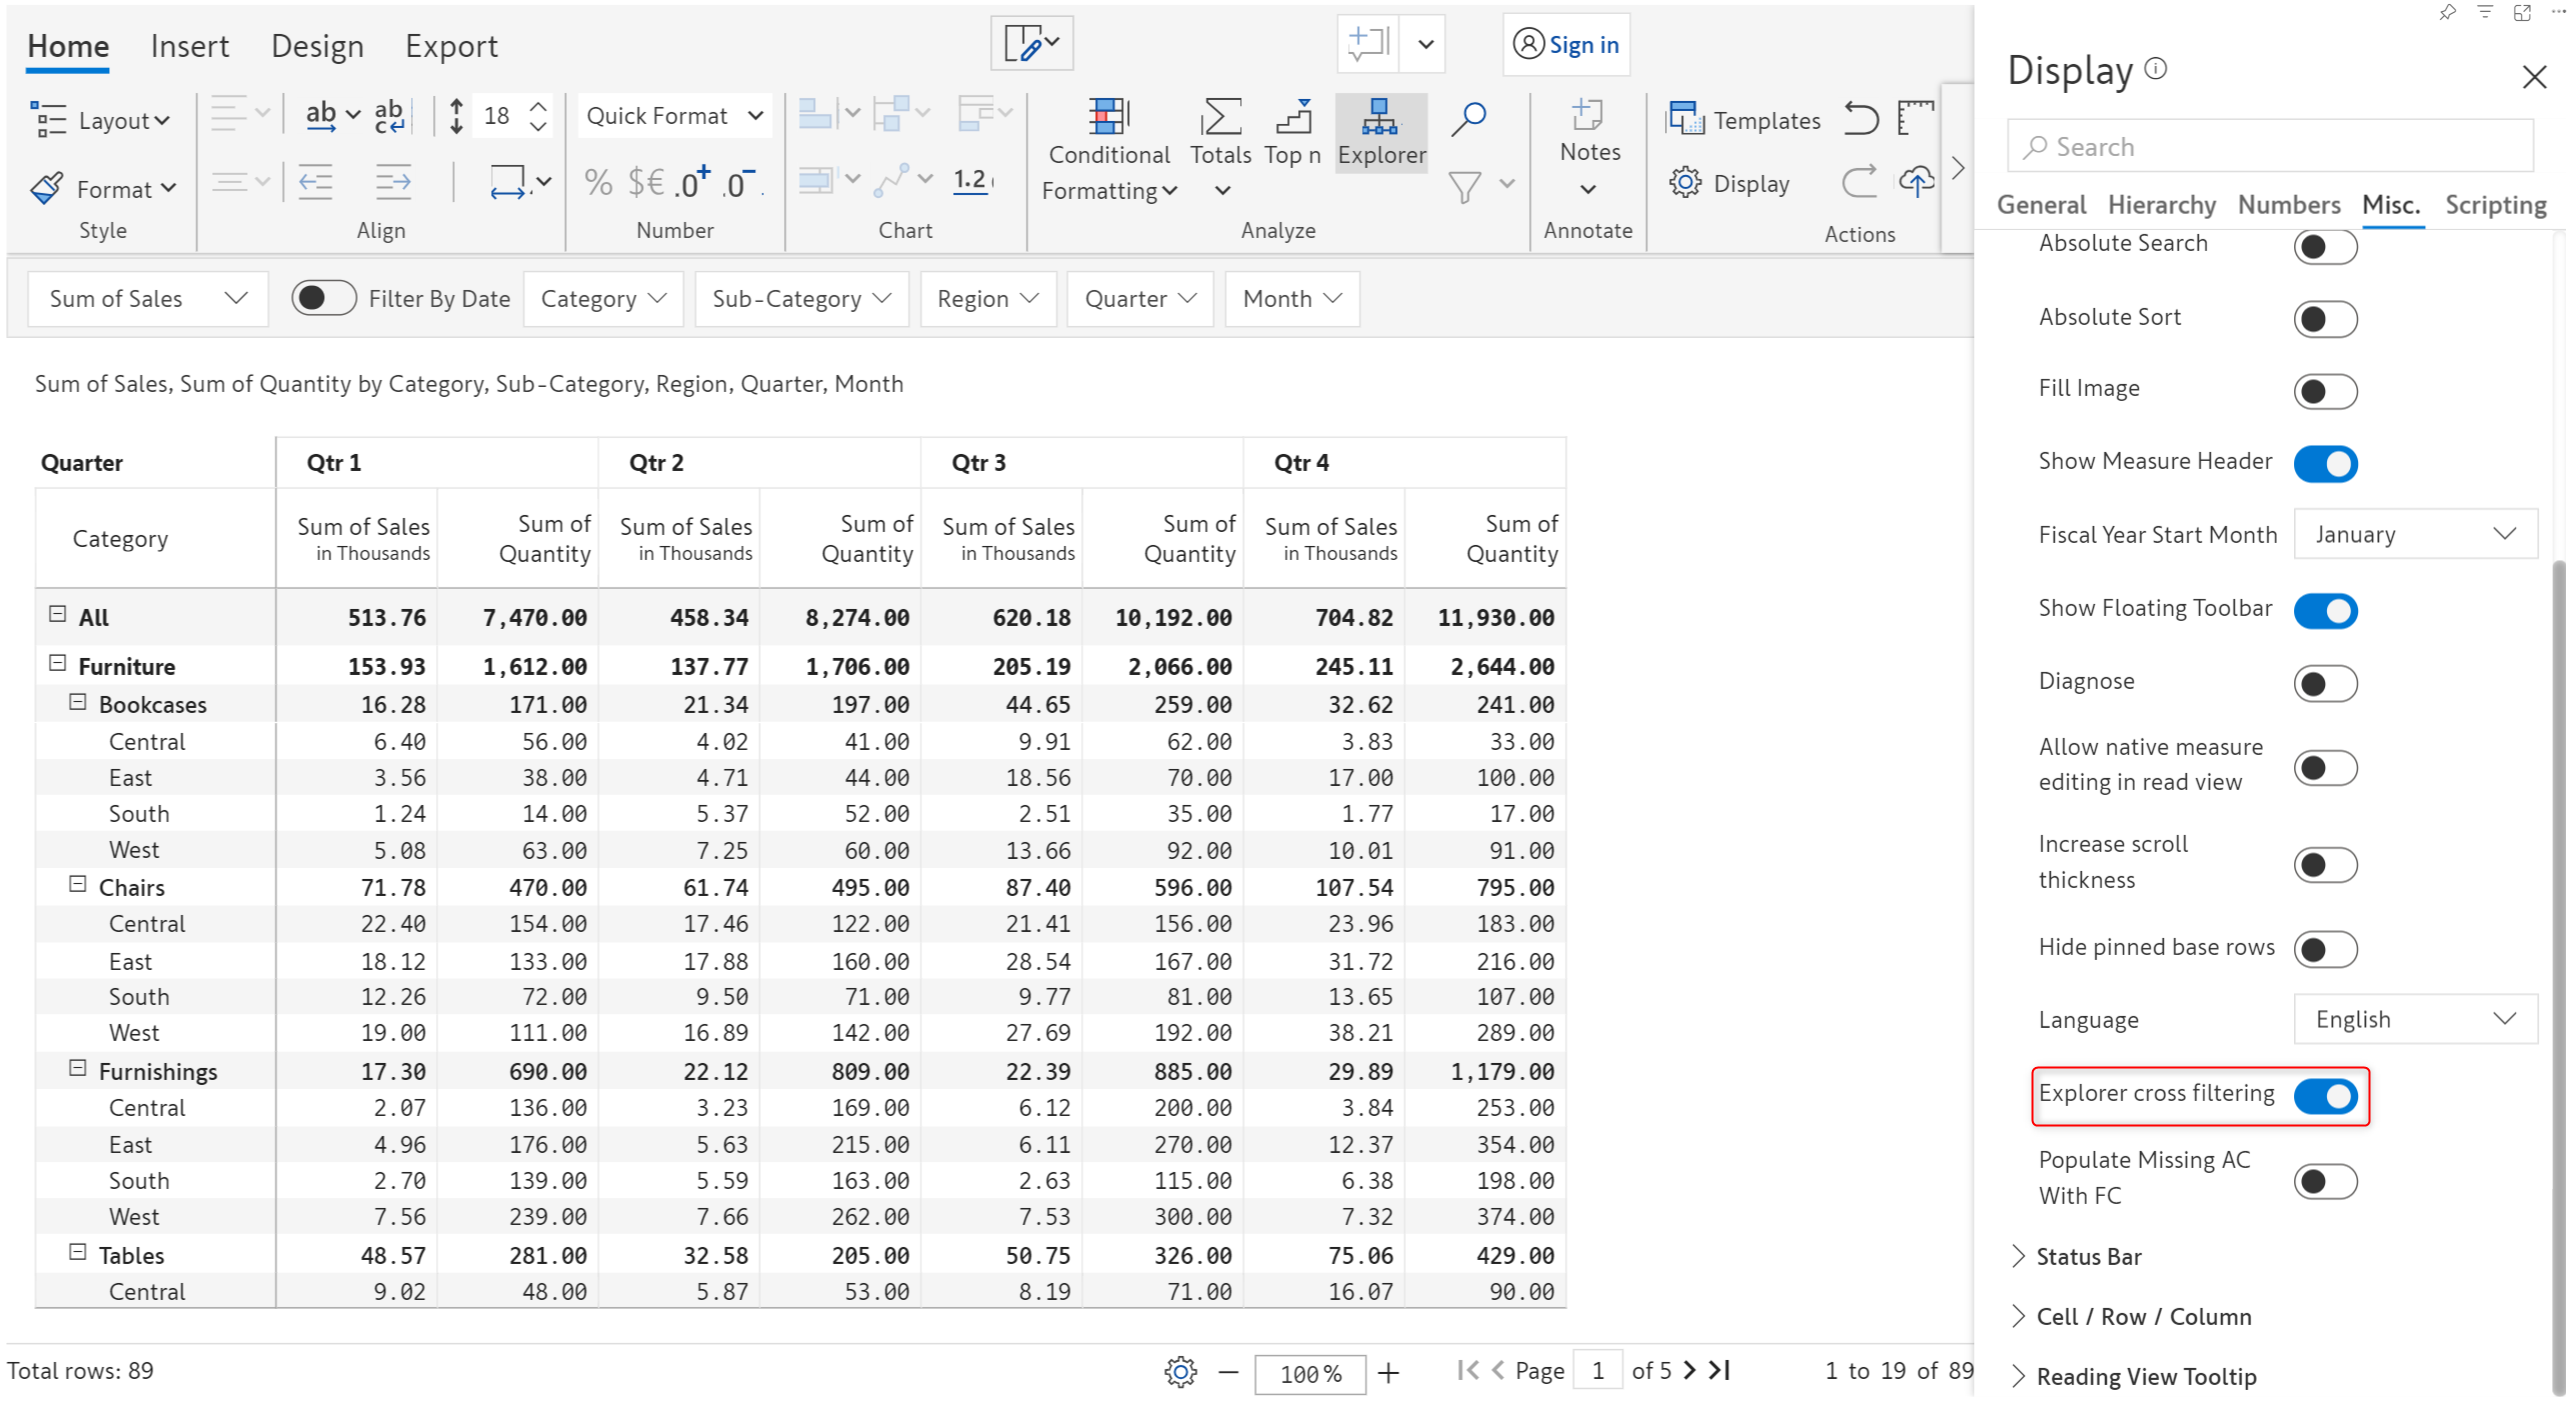 Home Insert Design Export Sign in
Layout ab 18 Quick Format
ab
c
Format % $€ .0+ .0- 1.2
Conditional Formatting Totals Top n Explorer Notes Templates
Display
Style Align Number Chart Analyze Annotate Actions
Sum of Sales Filter By Date Category Sub-Category Region Quarter Month
Sum of Sales, Sum of Quantity by Category, Sub-Category, Region, Quarter, Month
Quarter Qtr 1 Qtr 2 Qtr 3 Qtr 4
Category Sum of Sales in Thousands Sum of Quantity Sum of Sales in Thousands Sum of Quantity Sum of Sales in Thousands Sum of Quantity Sum of Sales in Thousands Sum of Quantity
All 513.76 7,470.00 458.34 8,274.00 620.18 10,192.00 704.82 11,930.00
Furniture 153.93 1,612.00 137.77 1,706.00 205.19 2,066.00 245.11 2,644.00
Bookcases 16.28 171.00 21.34 197.00 44.65 259.00 32.62 241.00
Central 6.40 56.00 4.02 41.00 9.91 62.00 3.83 33.00
East 3.56 38.00 4.71 44.00 18.56 70.00 17.00 100.00
South 1.24 14.00 5.37 52.00 2.51 35.00 1.77 17.00
West 5.08 63.00 7.25 60.00 13.66 92.00 10.01 91.00
Chairs 71.78 470.00 61.74 495.00 87.40 596.00 107.54 795.00
Central 22.40 154.00 17.46 122.00 21.41 156.00 23.96 183.00
East 18.12 133.00 17.88 160.00 28.54 167.00 31.72 216.00
South 12.26 72.00 9.50 71.00 9.77 81.00 13.65 107.00
West 19.00 111.00 16.89 142.00 27.69 192.00 38.21 289.00
Furnishings 17.30 690.00 22.12 809.00 22.39 885.00 29.89 1,179.00
Central 2.07 136.00 3.23 169.00 6.12 200.00 3.84 253.00
East 4.96 176.00 5.63 215.00 6.11 270.00 12.37 354.00
South 2.70 139.00 5.59 163.00 2.63 115.00 6.38 198.00
West 7.56 239.00 7.66 262.00 7.53 300.00 7.32 374.00
Tables 48.57 281.00 32.58 205.00 50.75 326.00 75.06 429.00
Central 9.02 48.00 5.87 53.00 8.19 71.00 16.07 90.00
Total rows: 89 100% Page 1 of 5 1 to 19 of 89
Display
Search
General Hierarchy Numbers Misc. Scripting
Absolute Search
Absolute Sort
Fill Image
Show Measure Header
Fiscal Year Start Month January
Show Floating Toolbar
Diagnose
Allow native measure
editing in read view
Increase scroll
thickness
Hide pinned base rows
Language English
Explorer cross filtering
Populate Missing AC
With FC
Status Bar
Cell / Row / Column
Reading View Tooltip